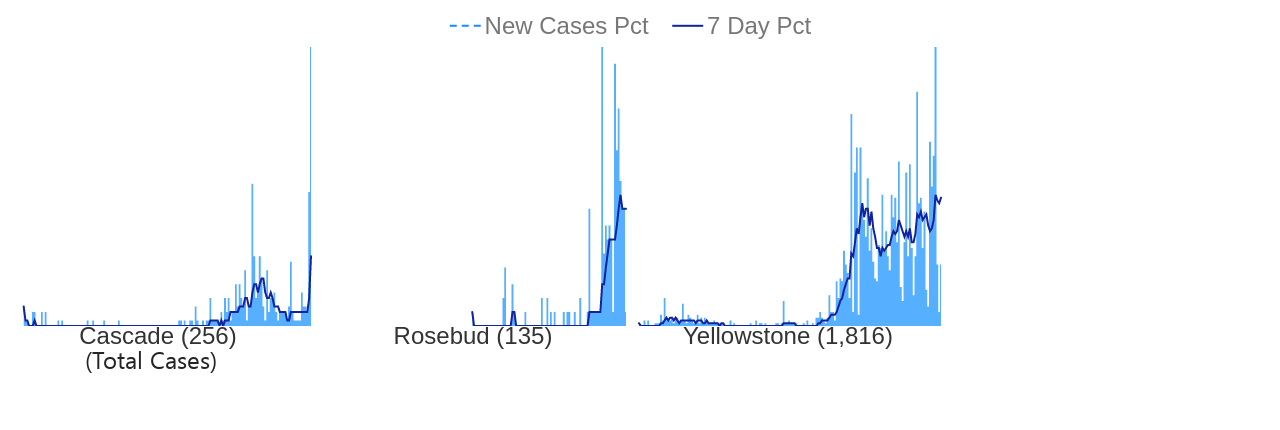 New Cases Pct 7 Day Pct
Cascade (256) Rosebud (135) Yellowstone (1,816)
(Total Cases)